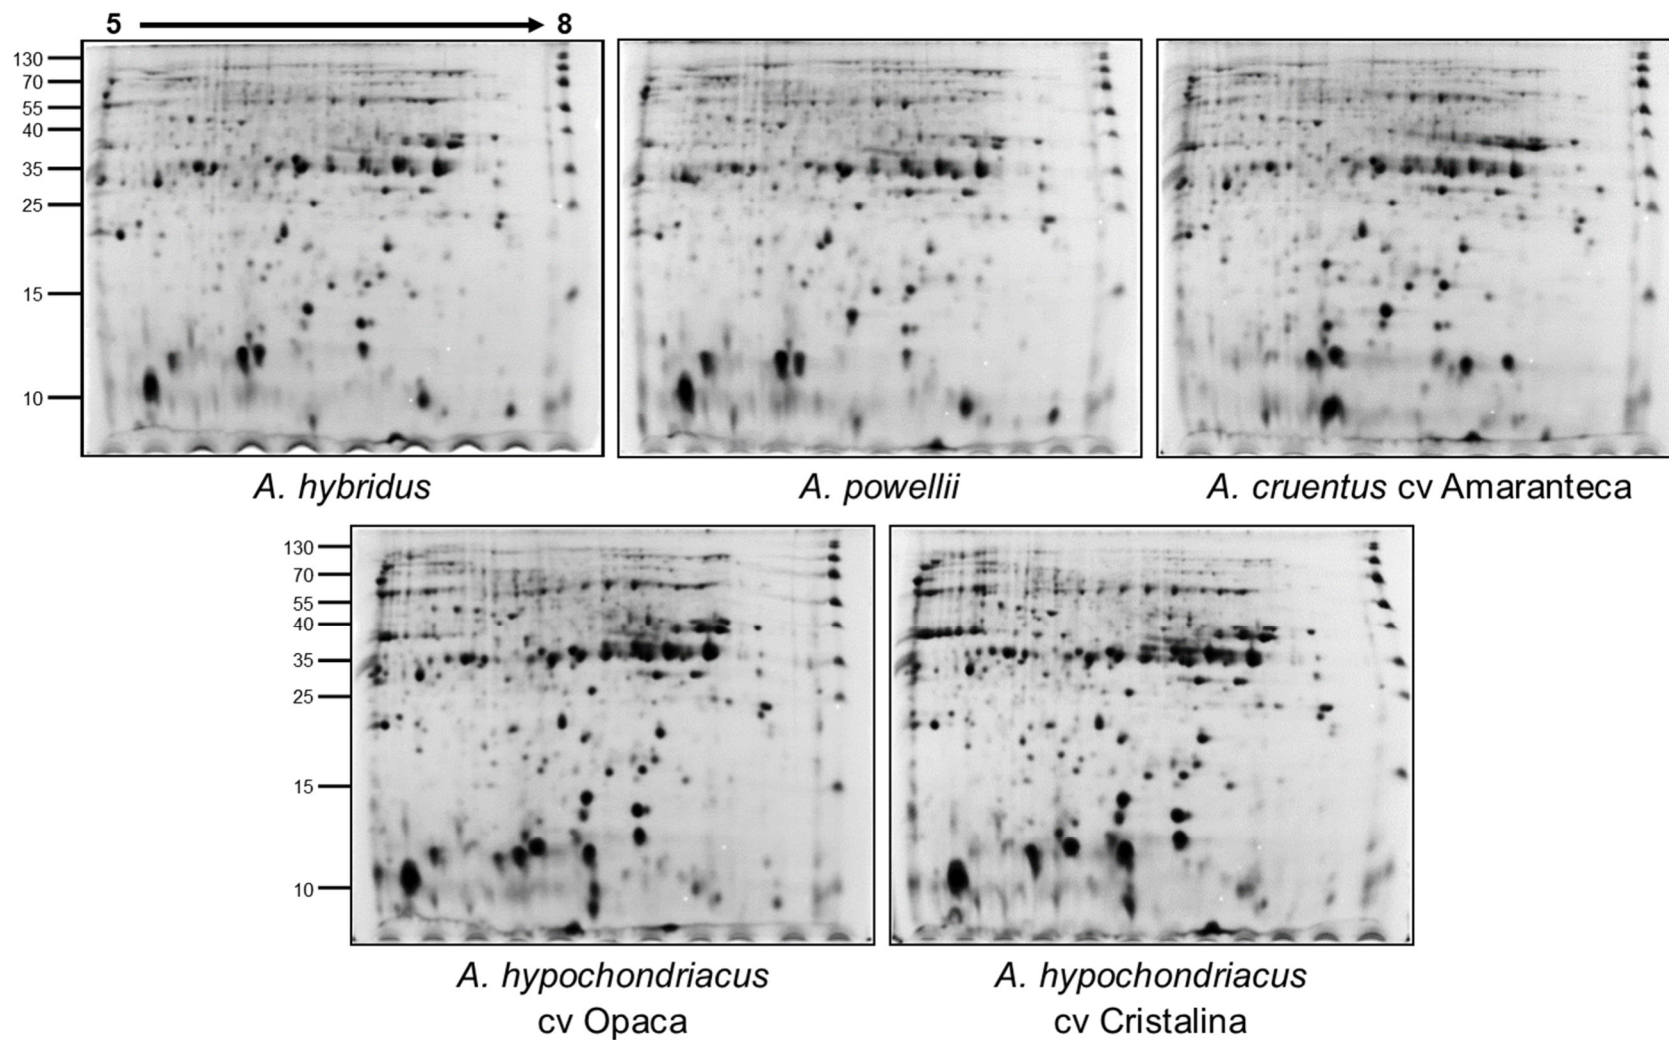 5 8
130
70
55
40
35
25
15
10
A. hybridus
A. powellii
A. cruentus cv Amaranteca
130
70
55
40
35
25
15
10
A. hypochondriacus
cv Opaca
A. hypochondriacus
cv Cristalina